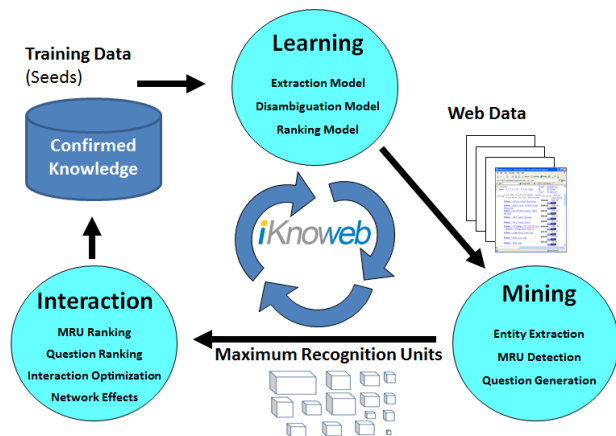 Learning
Extraction Model
Disambiguation Model
Ranking Model
Training Data
(Seeds)
Confirmed
Knowledge
Web Data
iKnoweb
Interaction
MRU Ranking
Question Ranking
Interaction Optimization
Network Effects
Maximum Recognition Units
Mining
Entity Extraction
MRU Detection
Question Generation